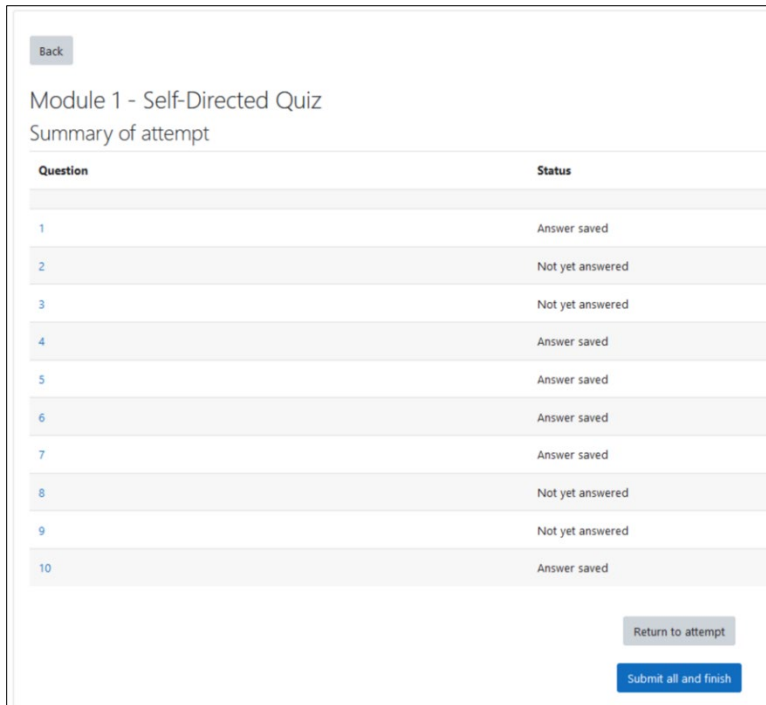 Back
Module 1 - Self-Directed Quiz
Summary of attempt
Question Status
1 Answer saved
2 Not yet answered
3 Not yet answered
4 Answer saved
5 Answer saved
6 Answer saved
7 Answer saved
8 Not yet answered
9 Not yet answered
10 Answer saved
Return to attempt
Submit all and finish